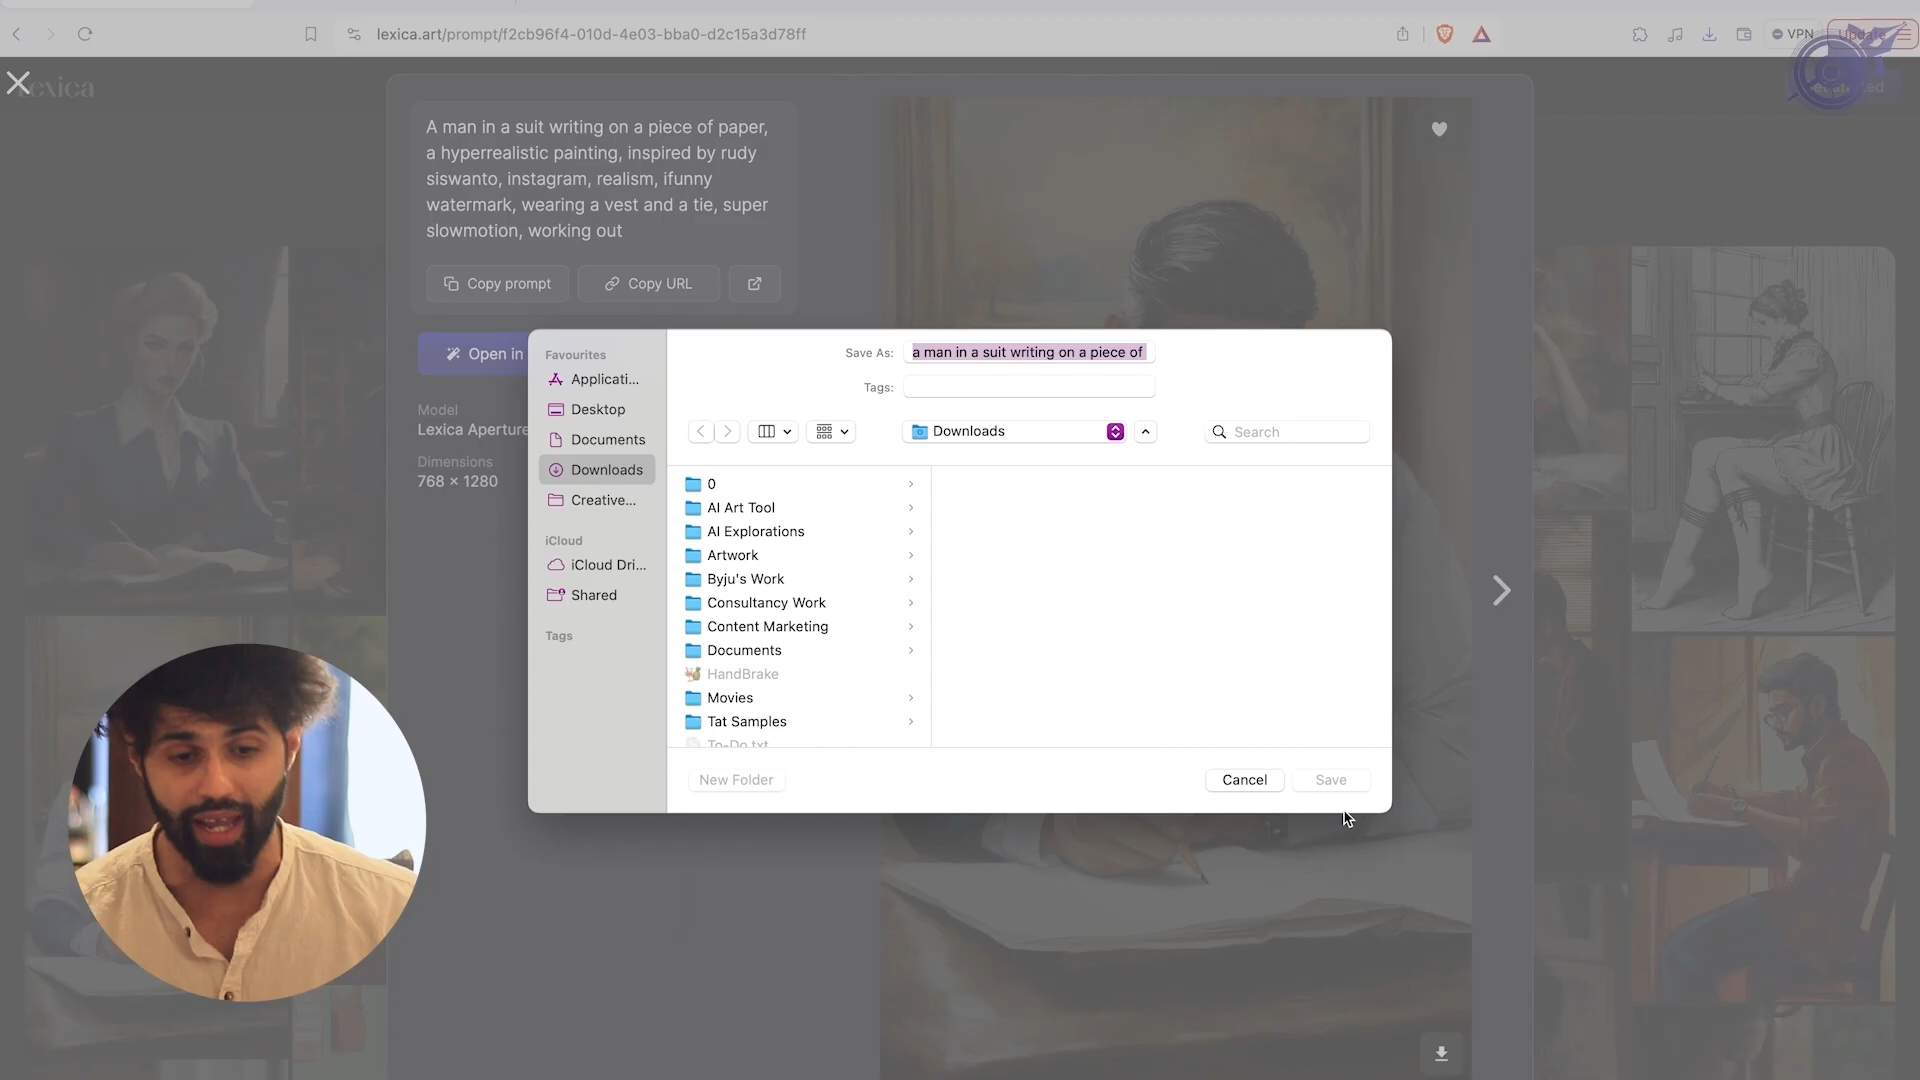 lexica.art/prompt/f2cb96f4-010d-4e03-bba0-d2c15a3d78ff
VPN
Update
A man in a suit writing on a piece of paper,
a hyperrealistic painting, inspired by rudy
siswanto, instagram, realism, ifunny
watermark, wearing a vest and a tie, super
slowmotion, working out
Copy prompt
Copy URL
Open in
Model
Lexica Aperture
Dimensions
768 × 1280
Favourites
Applicati...
Desktop
Documents
Downloads
Creative...
iCloud
iCloud Dri...
Shared
Tags
Save As: a man in a suit writing on a piece of
Tags:
Downloads
Search
0
AI Art Tool
AI Explorations
Artwork
Byju's Work
Consultancy Work
Content Marketing
Documents
HandBrake
Movies
Tat Samples
To-Do.txt
New Folder
Cancel
Save